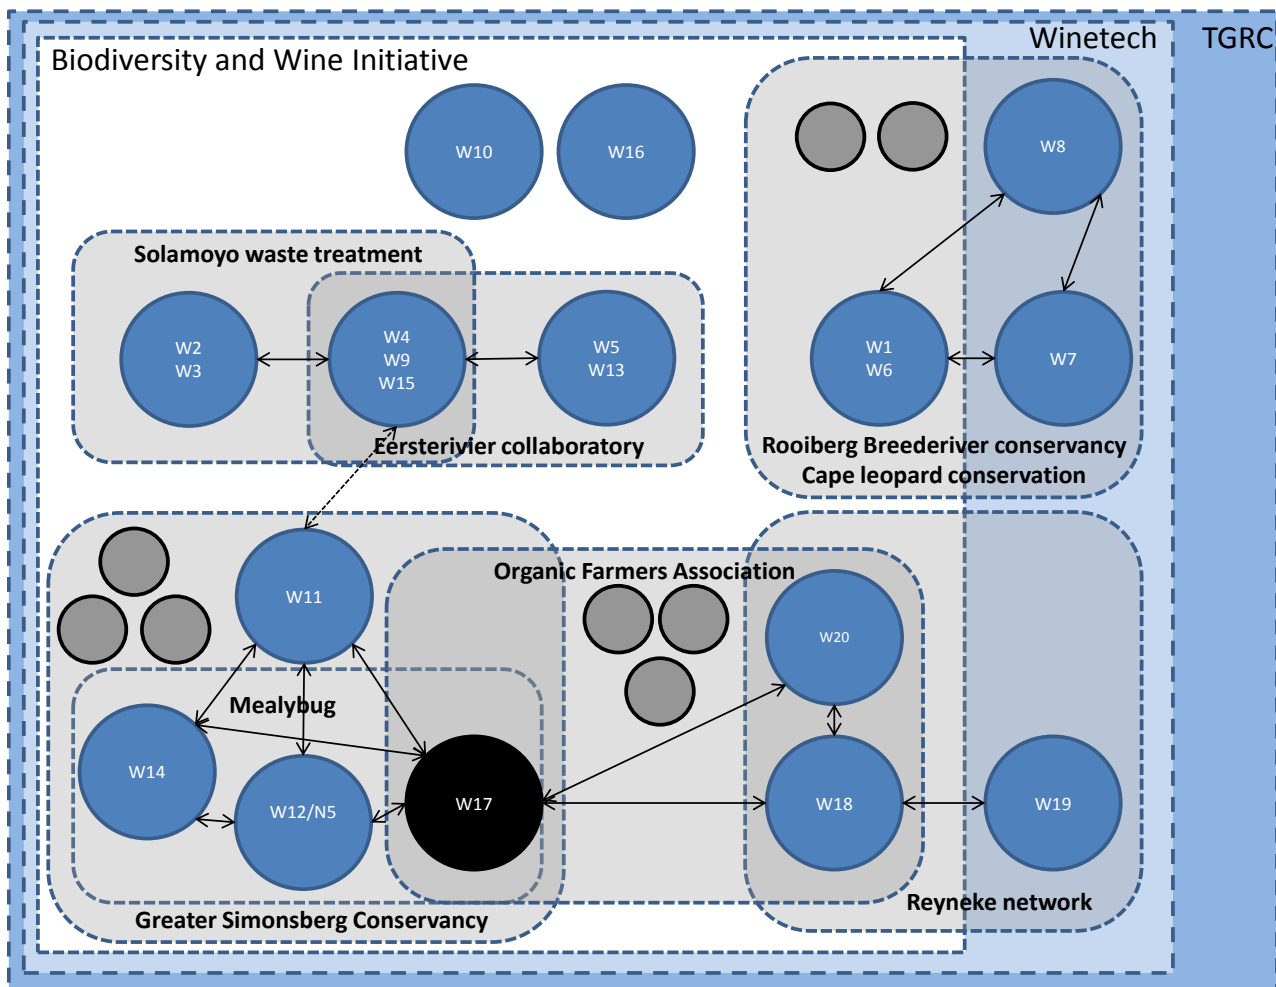 Winetech
TGRC
Biodiversity and Wine Initiative
W10
W16
W8
Solamoyo waste treatment
W2
W3
W4
W9
W15
W5
W13
W1
W6
W7
Eersterivier collaboratory
Rooiberg Breederiver conservancy
Cape leopard conservation
Organic Farmers Association
W11
W20
Mealybug
W14
W12/N5
W17
W18
W19
Reyneke network
Greater Simonsberg Conservancy